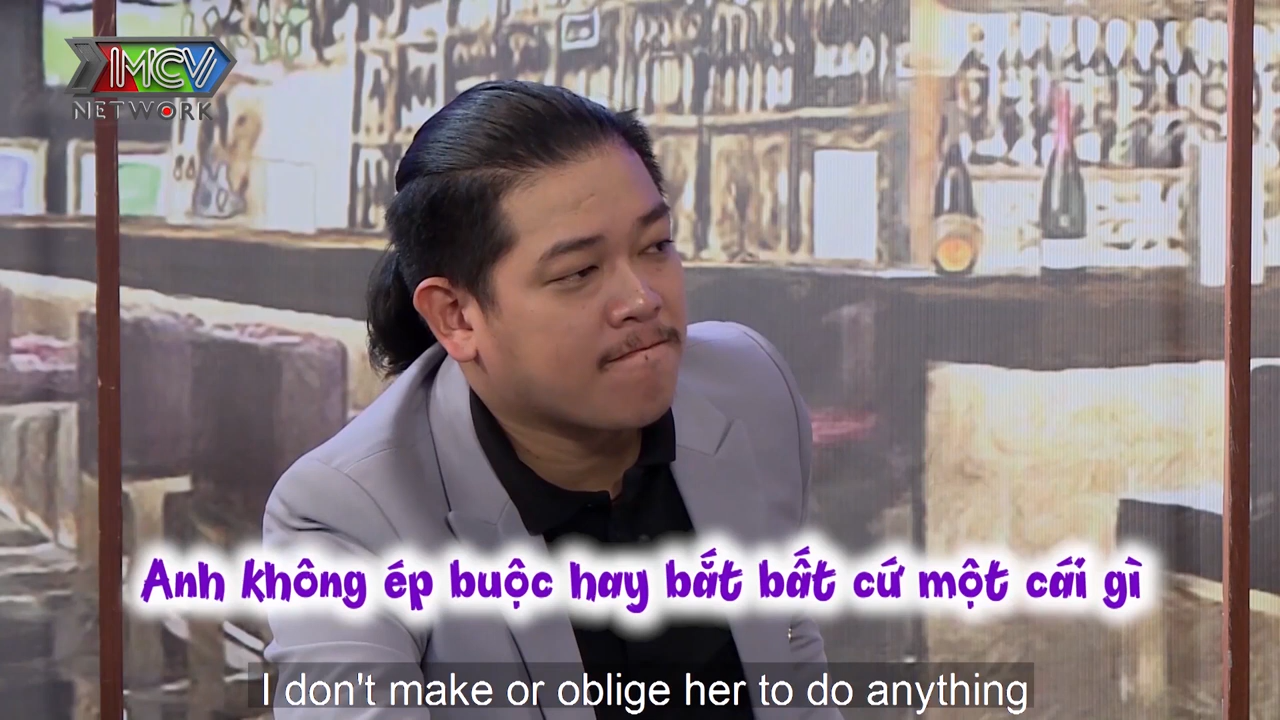 MCV
NETWORK
Anh không ép buộc hay bắt bất cứ một cái gì
I don't make or oblige her to do anything